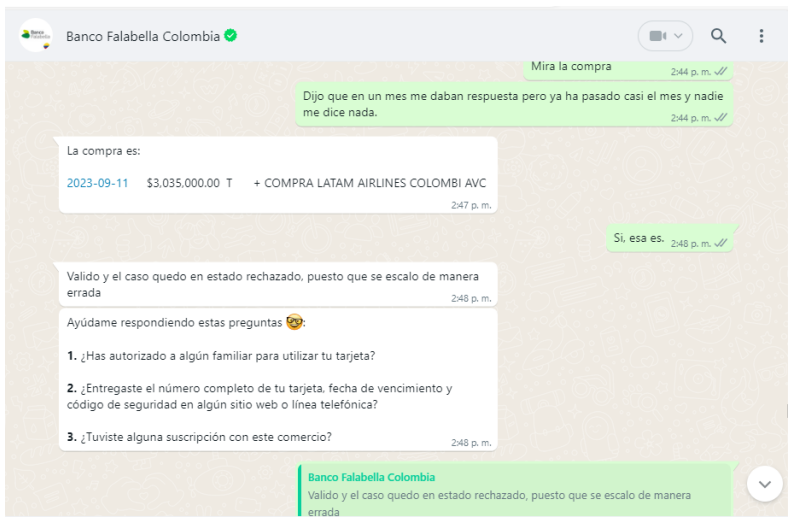 Banco Falabella Colombia
Mira la compra
2:44 p. m.
Dijo que en un mes me daban respuesta pero ya ha pasado casi el mes y nadie
me dice nada.
2:44 p. m.
La compra es:
2023-09-11 $3,035,000.00 T + COMPRA LATAM AIRLINES COLOMBI AVC
2:47 p. m.
Si, esa es.
2:48 p. m.
Valido y el caso quedo en estado rechazado, puesto que se escalo de manera
errada
2:48 p. m.
Ayúdame respondiendo estas preguntas 🤓:
1. ¿Has autorizado a algún familiar para utilizar tu tarjeta?
2. ¿Entregaste el número completo de tu tarjeta, fecha de vencimiento y
código de seguridad en algún sitio web o línea telefónica?
3. ¿Tuviste alguna suscripción con este comercio?
2:48 p. m.
Banco Falabella Colombia
Valido y el caso quedo en estado rechazado, puesto que se escalo de manera
errada